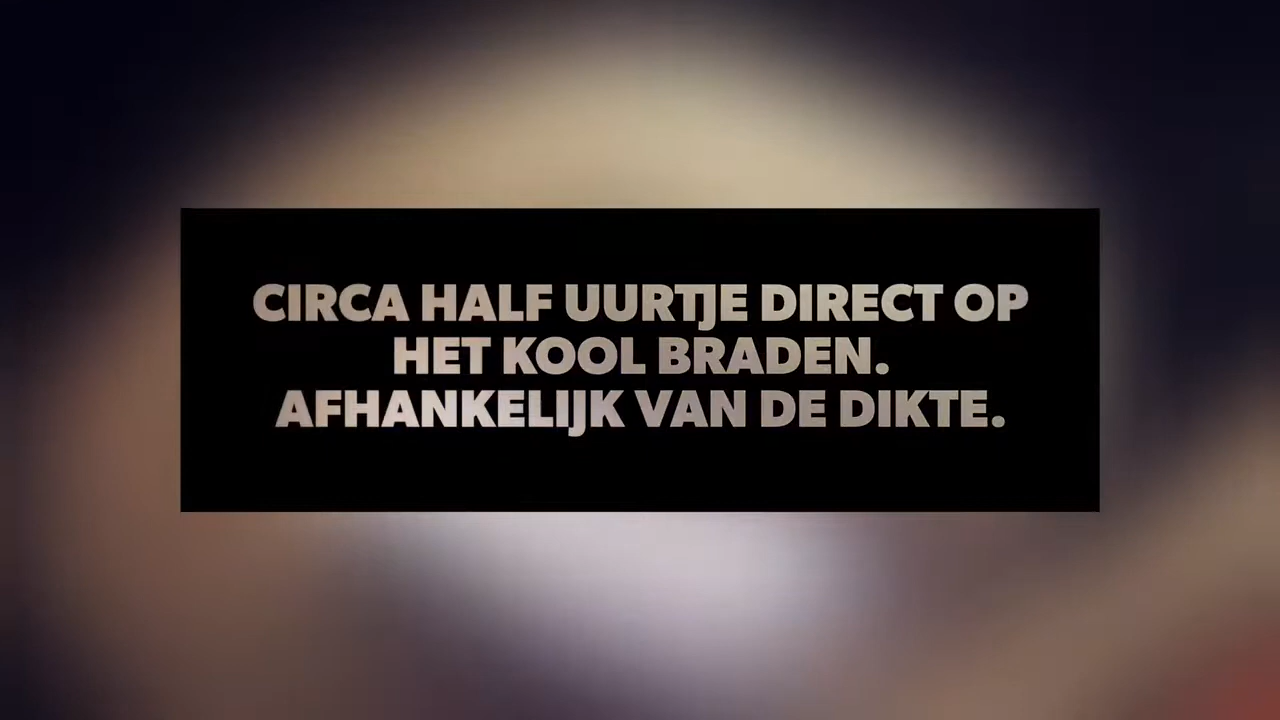 CIRCA HALF UURTJE DIRECT OP
HET KOOL BRADEN.
AFHANKELIJK VAN DE DIKTE.